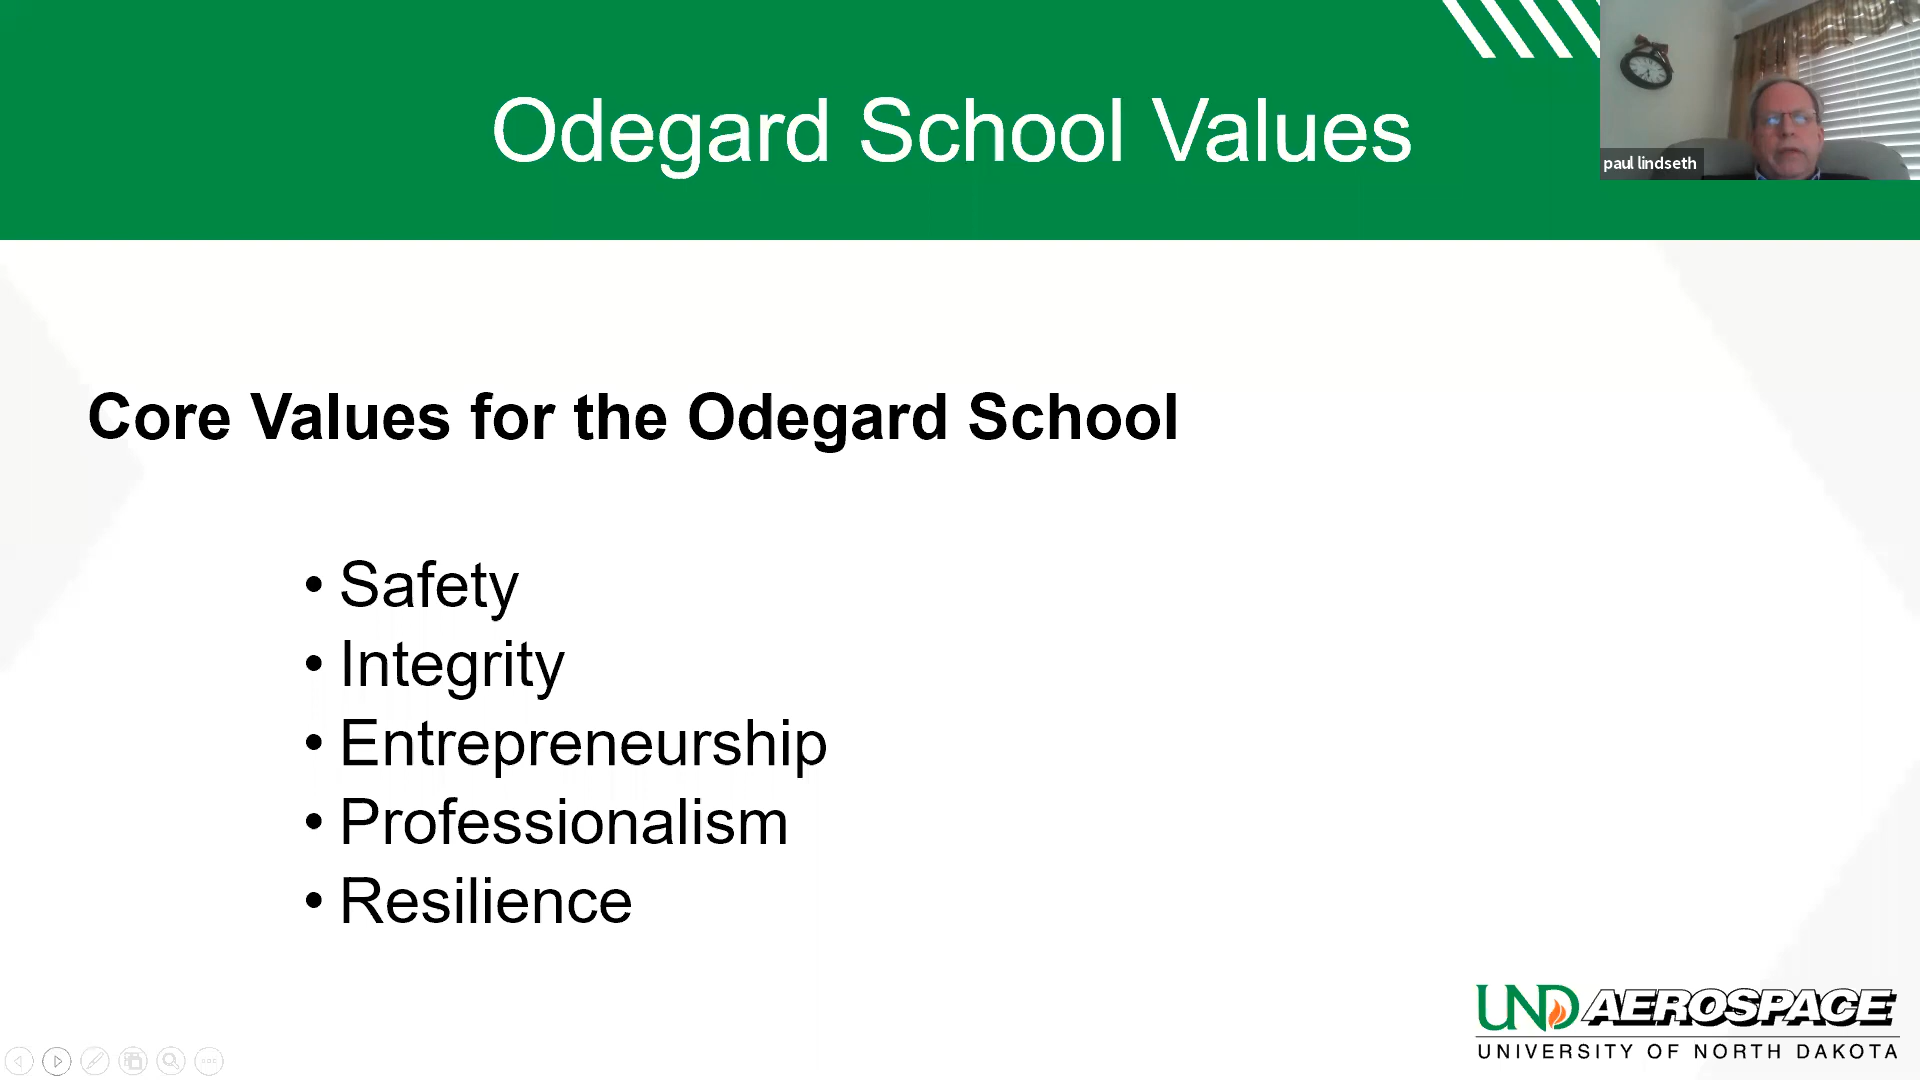 Odegard School Values
paul lindseth
Core Values for the Odegard School
• Safety
• Integrity
• Entrepreneurship
• Professionalism
• Resilience
UND AEROSPACE
UNIVERSITY OF NORTH DAKOTA